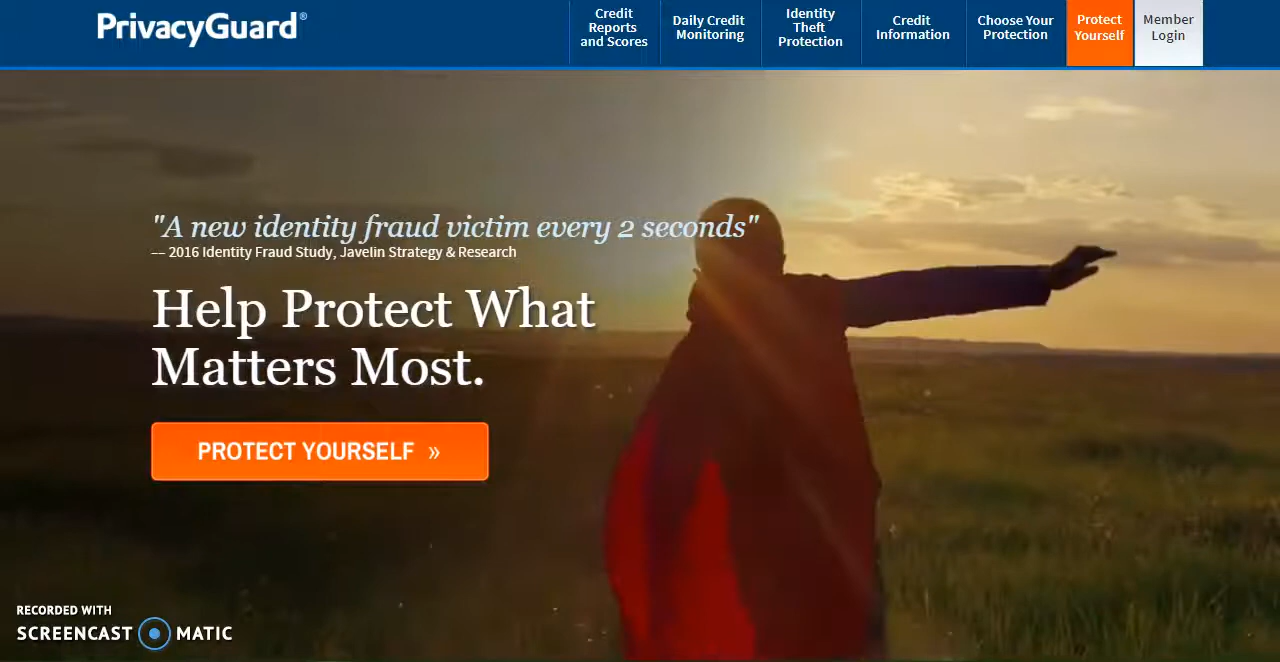 PrivacyGuard®
Credit
Reports
and Scores
Daily Credit
Monitoring
Identity
Theft
Protection
Credit
Information
Choose Your
Protection
Protect
Yourself
Member
Login
"A new identity fraud victim every 2 seconds"
— 2016 Identity Fraud Study, Javelin Strategy & Research
Help Protect What
Matters Most.
PROTECT YOURSELF »
RECORDED WITH
SCREENCAST MATIC